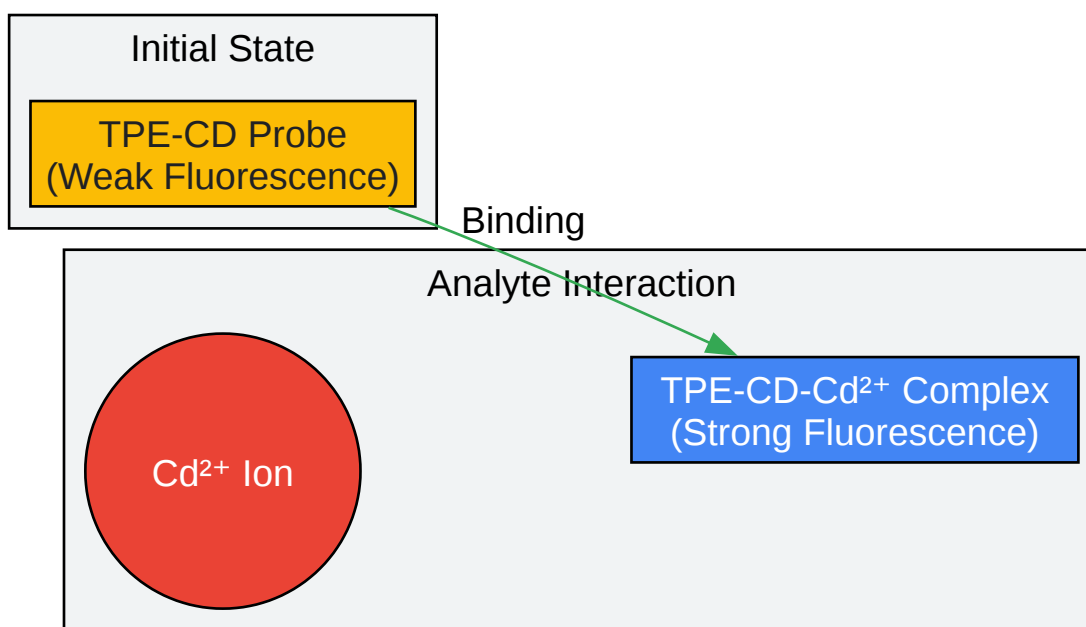 Initial State
TPE-CD Probe
(Weak Fluorescence)
Binding
Analyte Interaction
TPE-CD-Cd²⁺ Complex
(Strong Fluorescence)
Cd²⁺ Ion